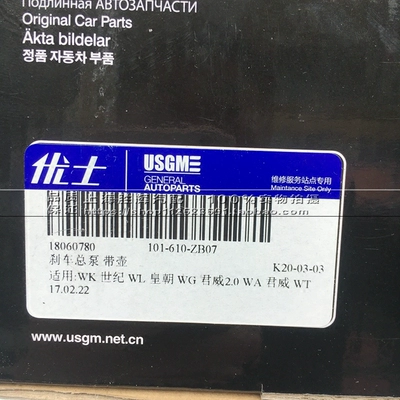 Подлинная АВТОЗАПЧАСТИ
Original Car Parts
Äkta bildelar
정품 자동차 부품
优士
USGM
GENERAL
AUTOPARTS
维修服务站点专用
Maintance Site Only
18060780
101-610-ZB07
刹车总泵 带壶
K20-03-03
适用:WK 世纪 WL 皇朝 WG 君威2.0 WA 君威 WT
17.02.22
www.usgm.net.cn